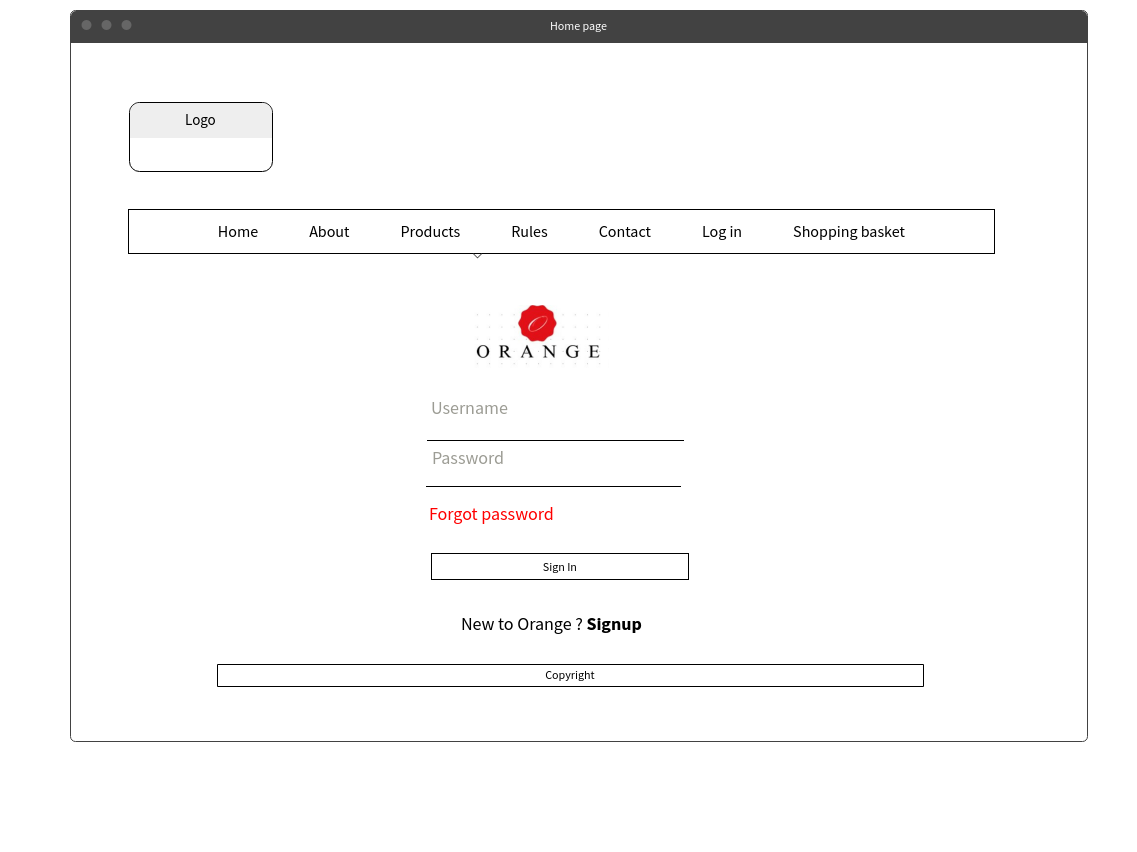 Home page
Logo
Home About Products Rules Contact Log in Shopping basket
ORANGE
Username
Password
Forgot password
Sign In
New to Orange ? Signup
Copyright